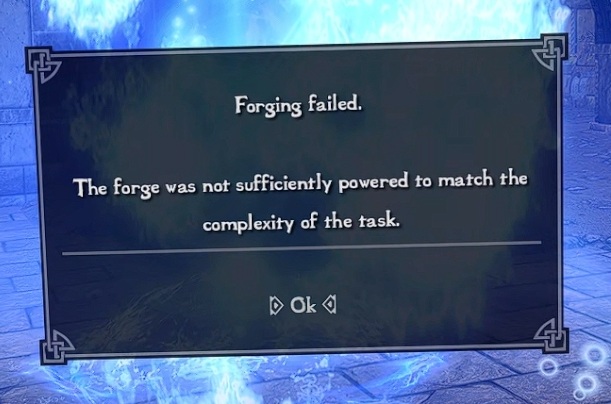 Forging failed.
The forge was not sufficiently powered to match the
complexity of the task.
Ok